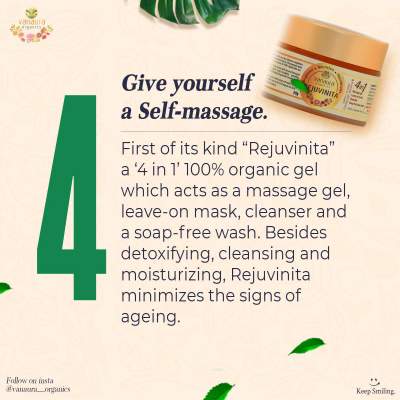 vanaura
organics
Give yourself
a Self-massage.
4
First of its kind “Rejuvinita”
a ‘4 in 1’ 100% organic gel
which acts as a massage gel,
leave-on mask, cleanser and
a soap-free wash. Besides
detoxifying, cleansing and
moisturizing, Rejuvinita
minimizes the signs of
ageing.
VANAURA
REJUVINITA
4in1
Follow on insta
@vanaura__organics
Keep Smiling.